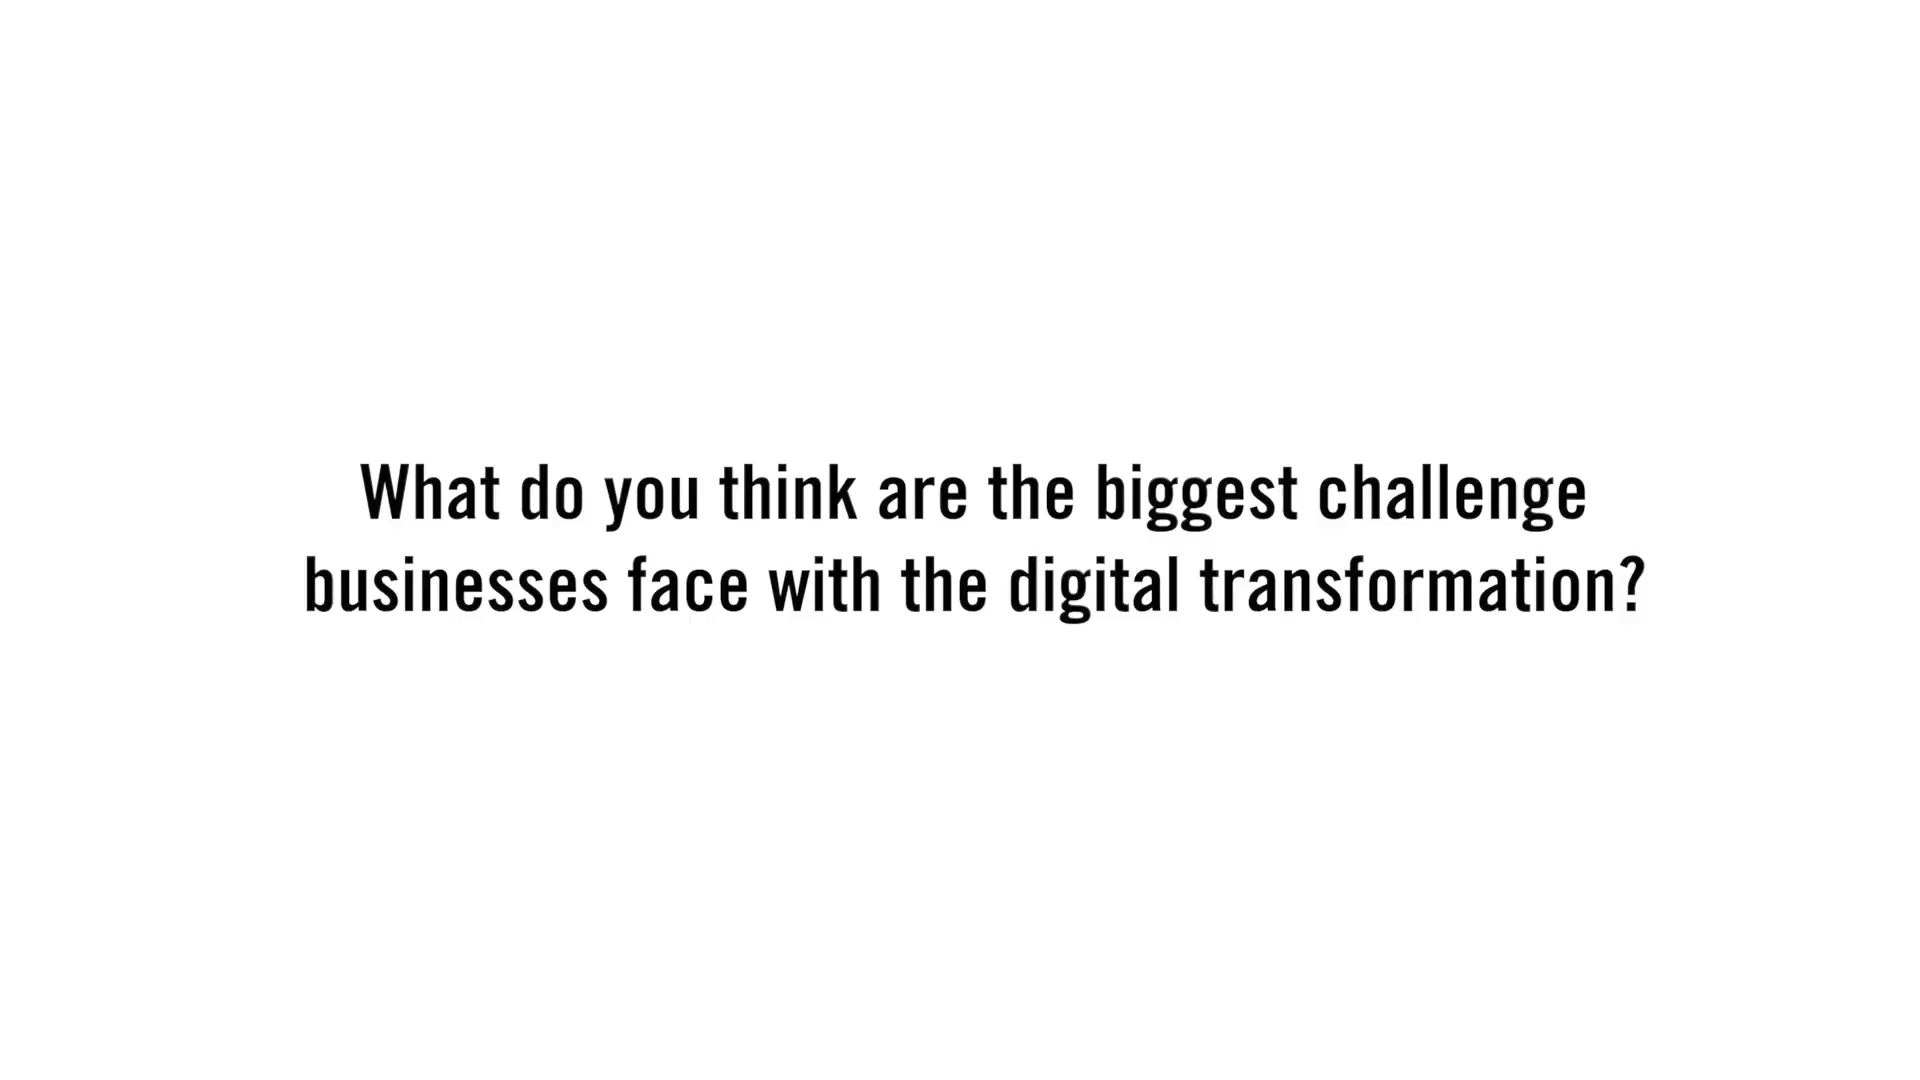 What do you think are the biggest challenge
businesses face with the digital transformation?